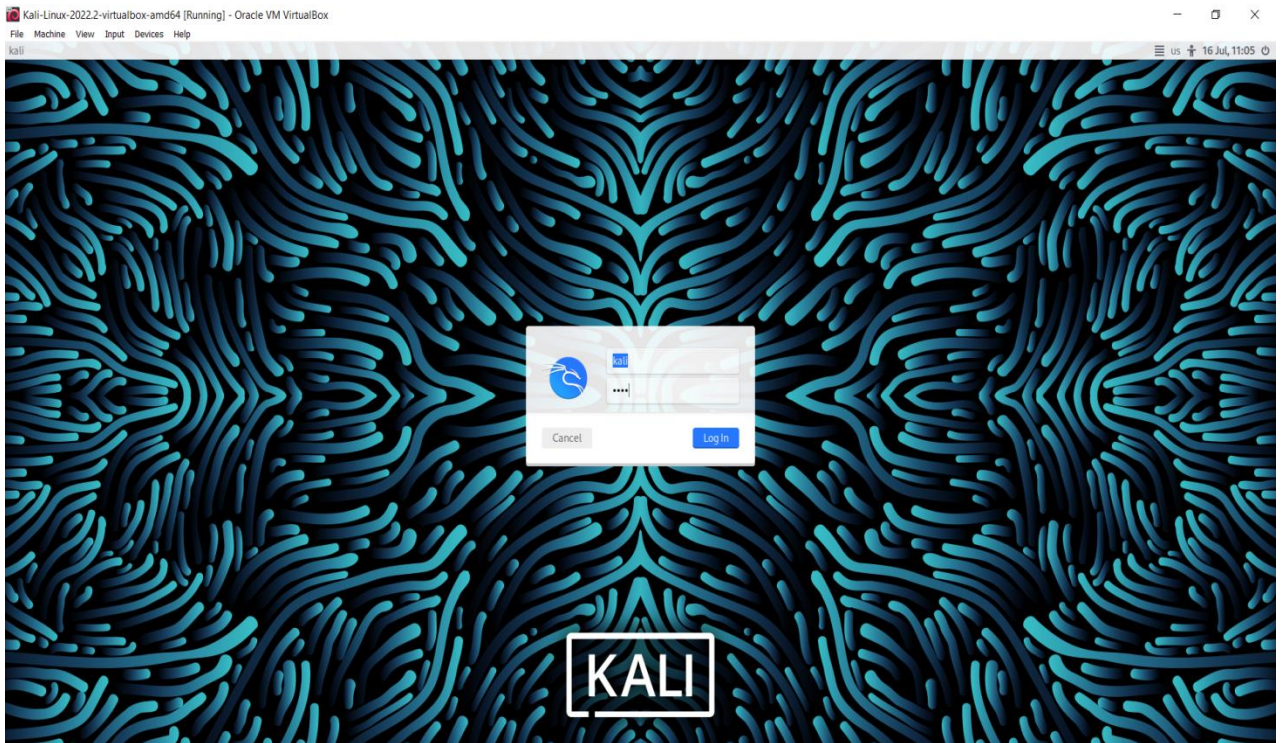 Kali-Linux-2022.2-virtualbox-amd64 [Running] - Oracle VM VirtualBox
File Machine View Input Devices Help
kali us 16 Jul, 11:05
kali
••••
Cancel Log In
KALI